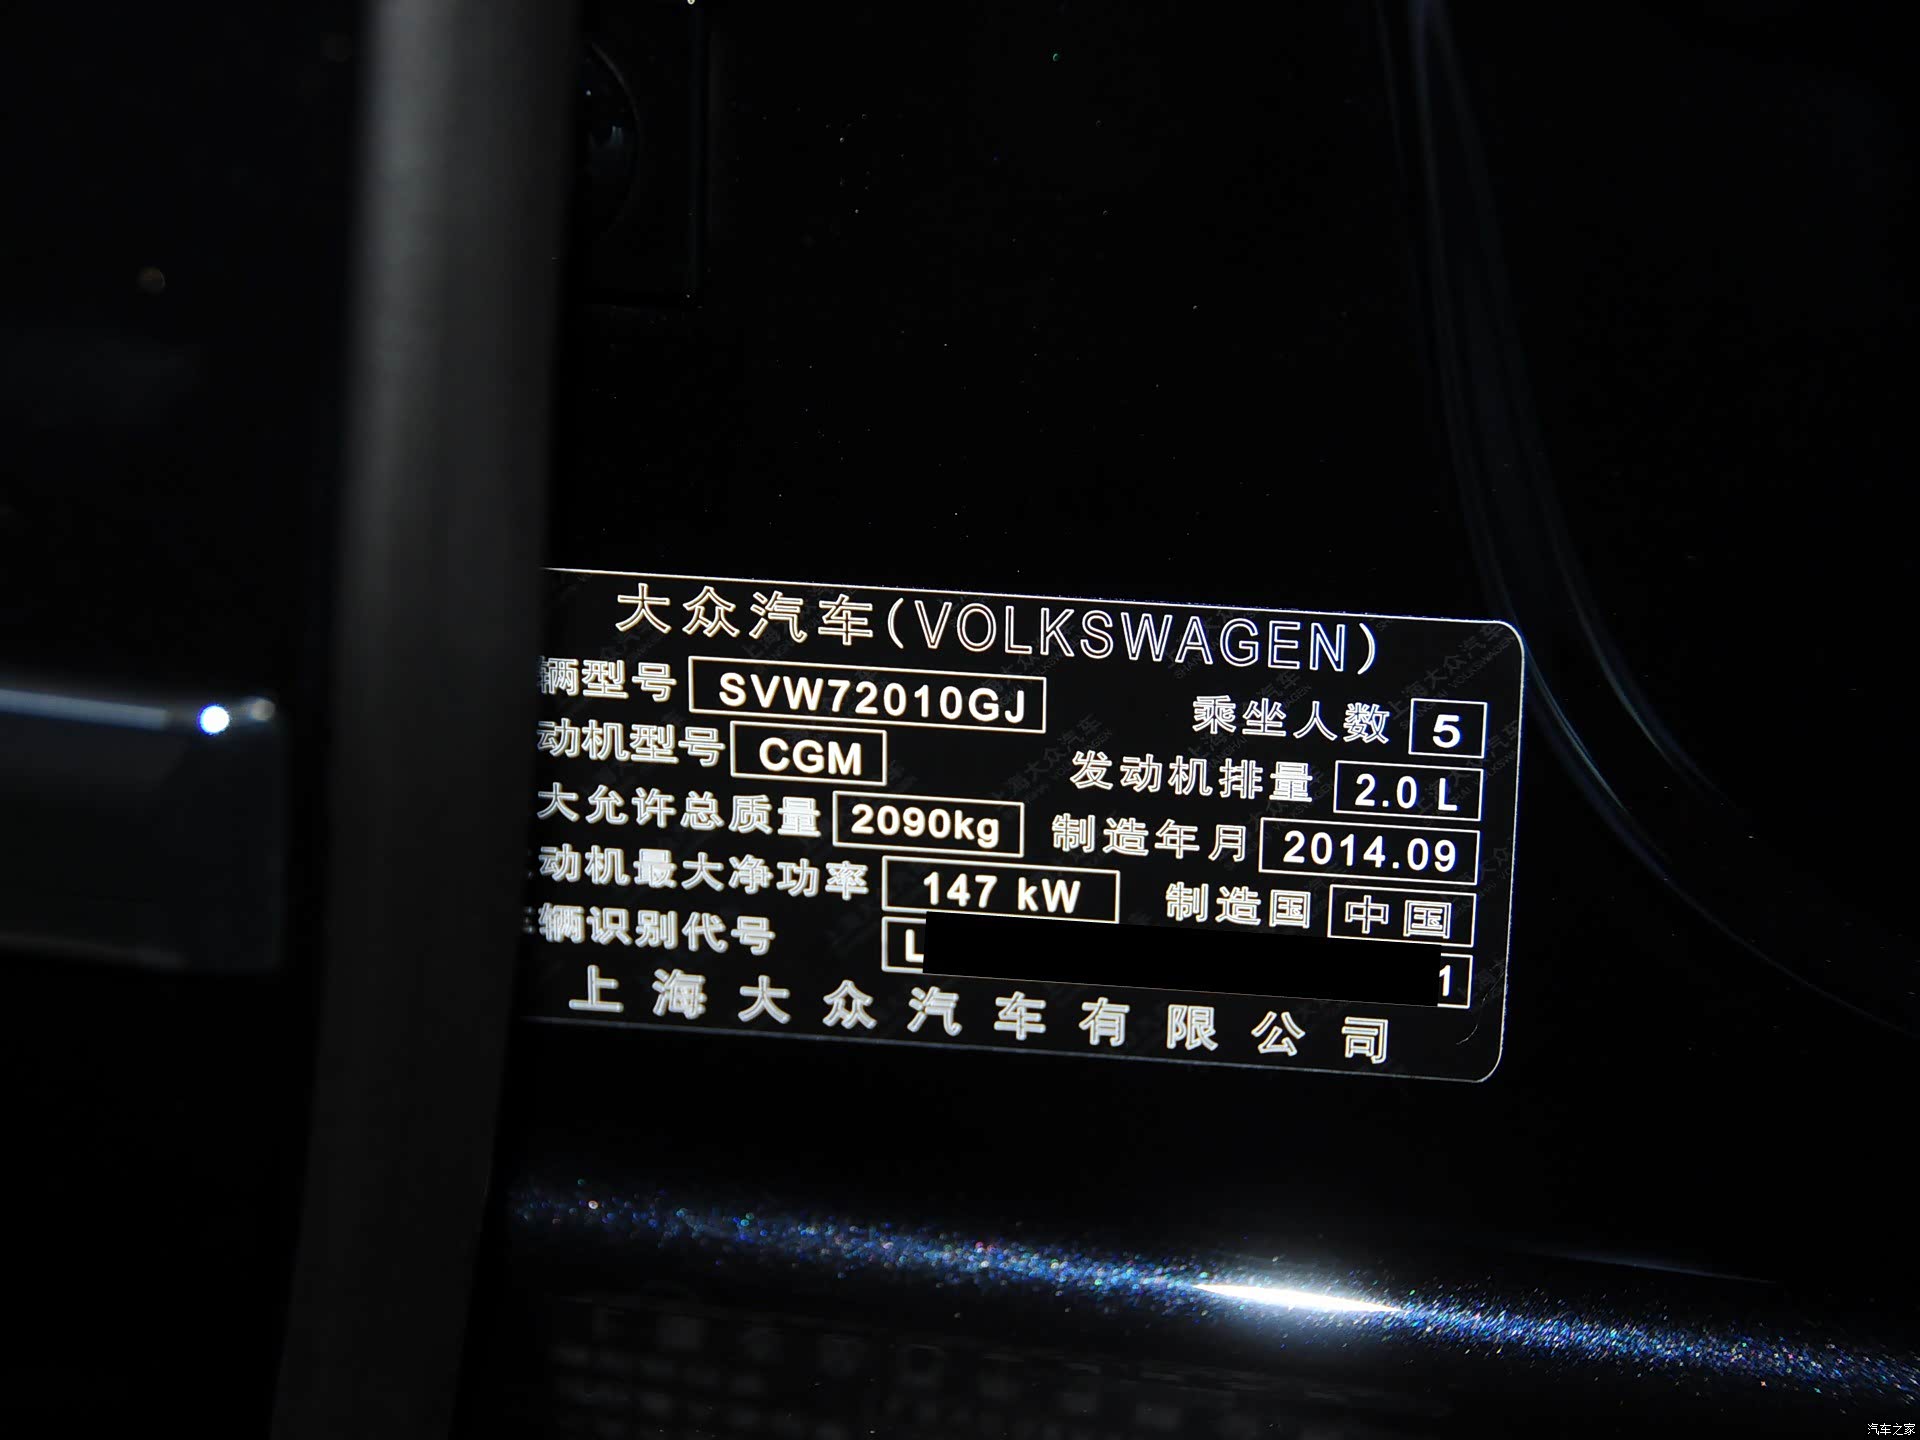 大众汽车(VOLKSWAGEN)
辆型号 SVW72010GJ 乘坐人数 5
动机型号 CGM 发动机排量 2.0 L
大允许总质量 2090kg 制造年月 2014.09
动机最大净功率 147 kW 制造国 中国
辆识别代号 L 1
上海大众汽车有限公司
汽车之家